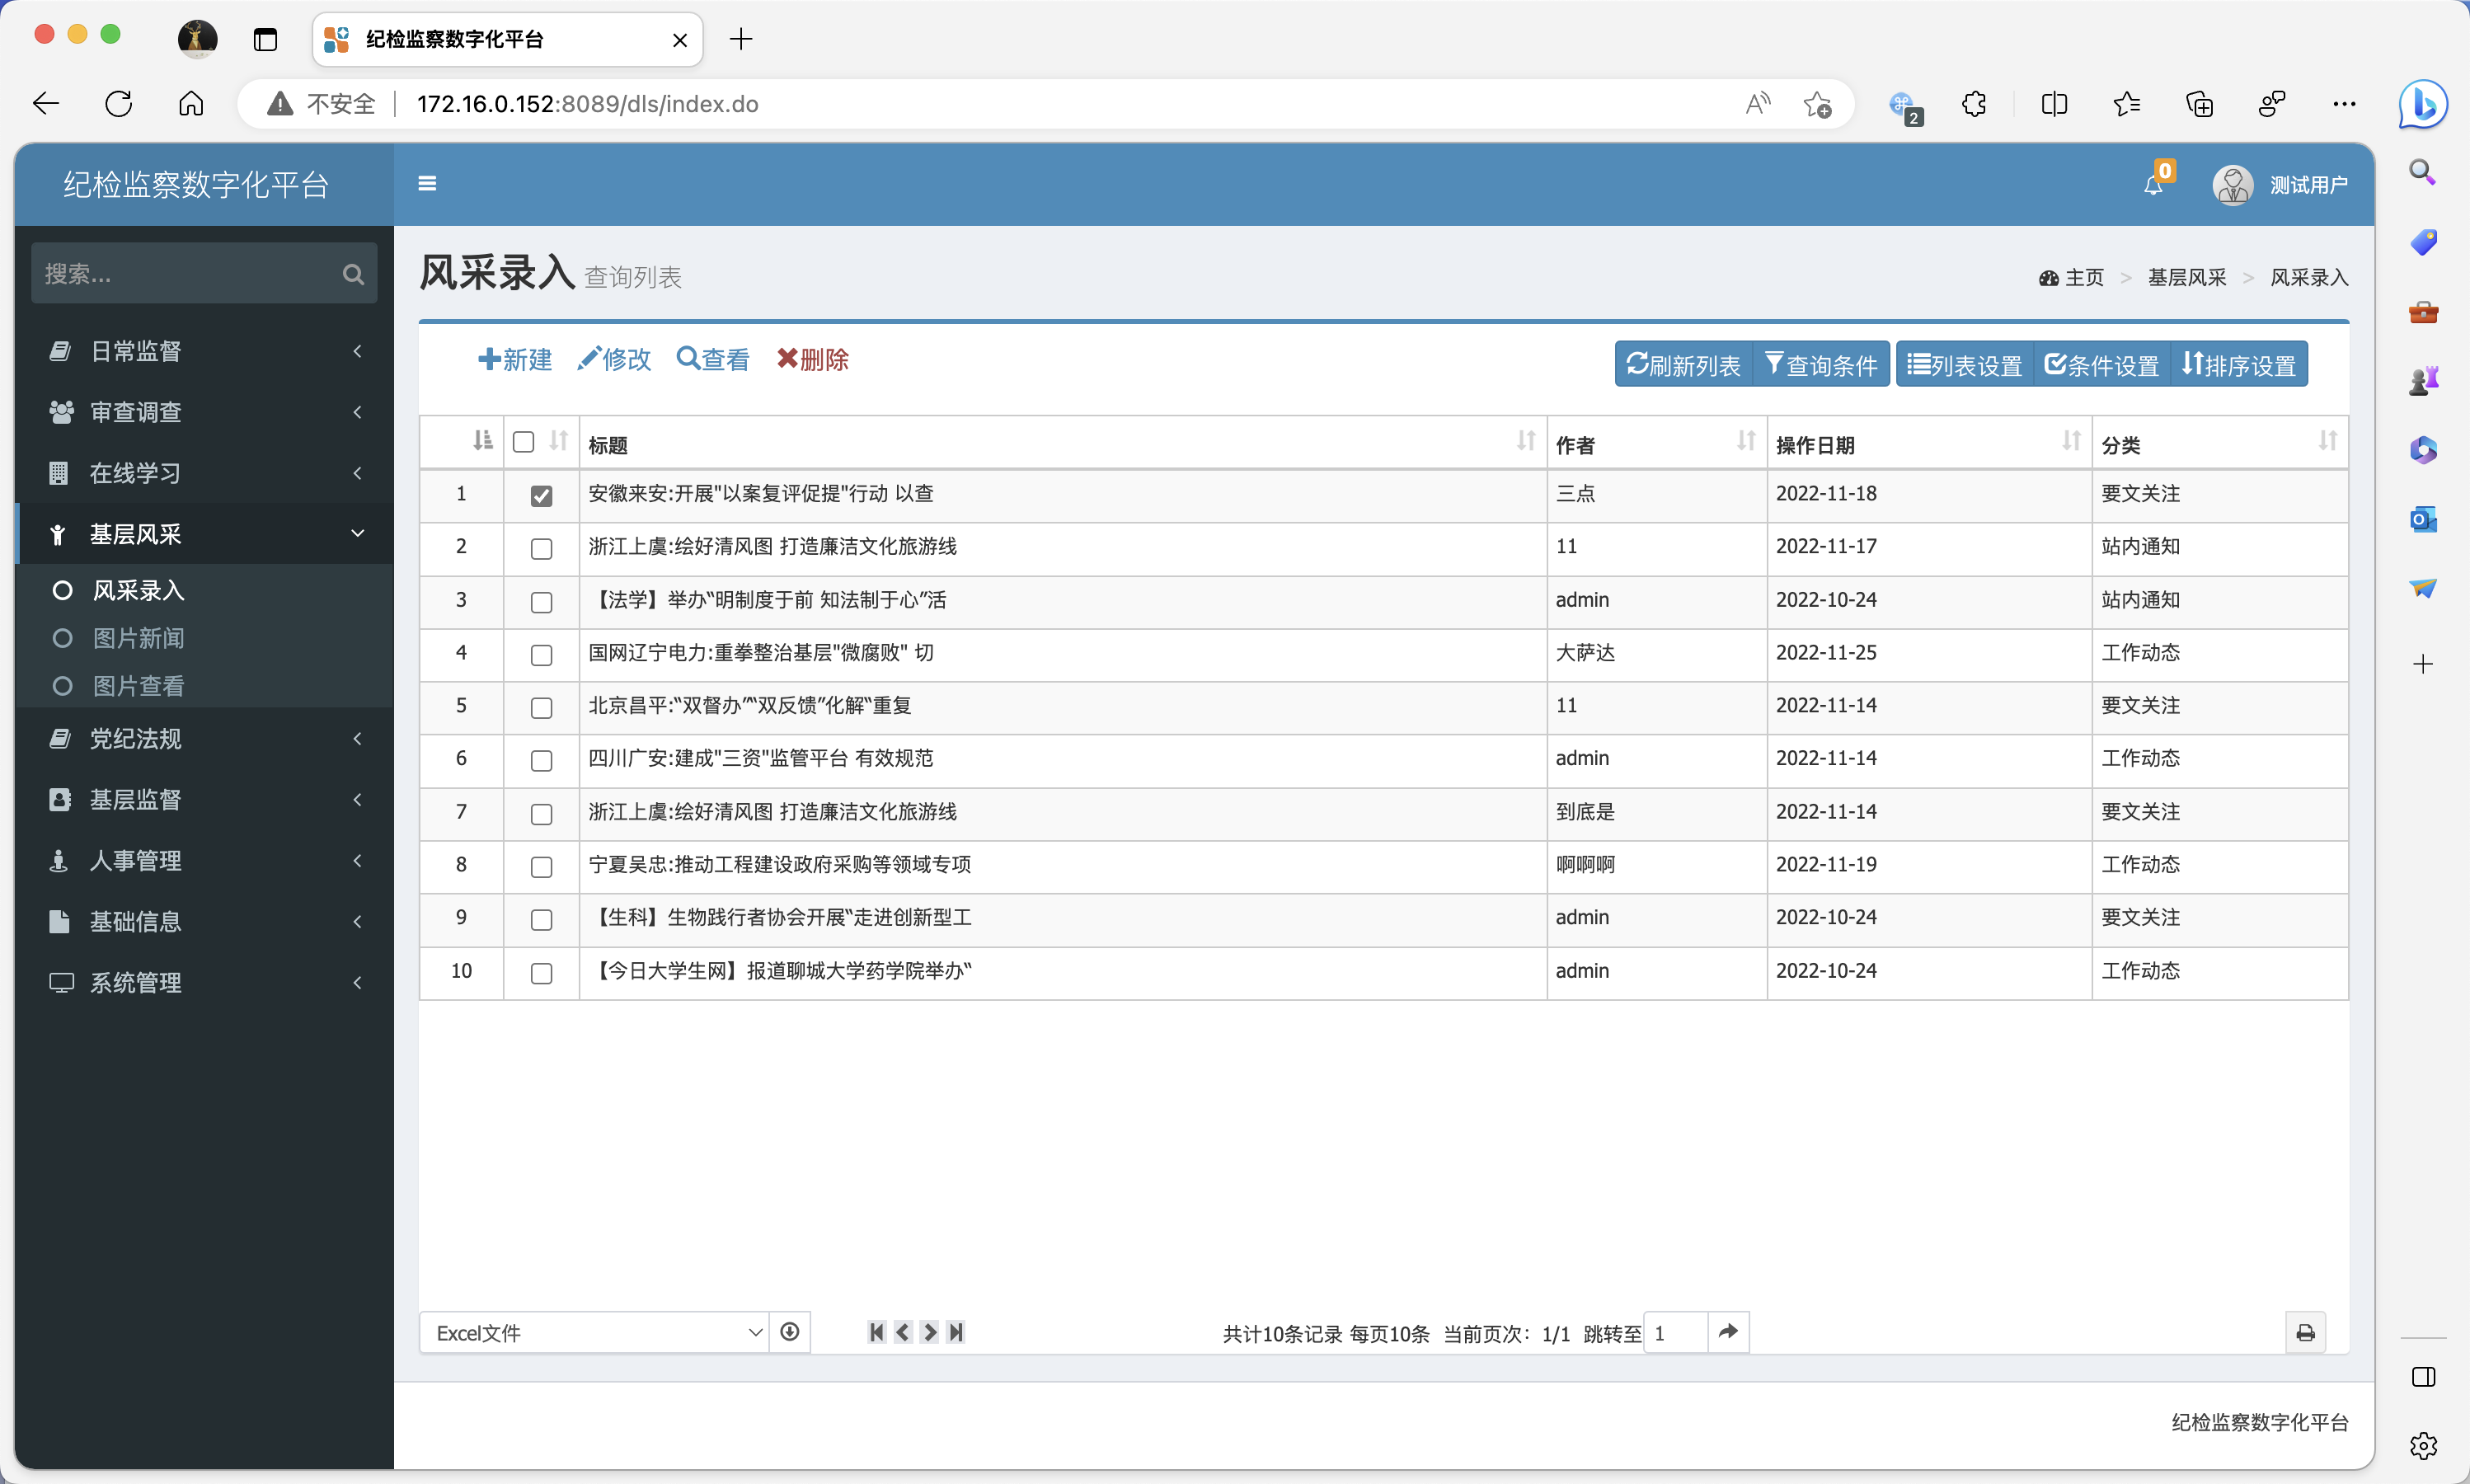 纪检监察数字化平台
不安全 172.16.0.152:8089/dls/index.do
2
纪检监察数字化平台
0
测试用户
搜索...
日常监督
审查调查
在线学习
基层风采
风采录入
图片新闻
图片查看
党纪法规
基层监督
人事管理
基础信息
系统管理
风采录入 查询列表
主页 > 基层风采 > 风采录入
新建 修改 查看 删除
刷新列表 查询条件 列表设置 条件设置 排序设置
标题 作者 操作日期 分类
1 安徽来安:开展"以案复评促提"行动 以查 三点 2022-11-18 要文关注
2 浙江上虞:绘好清风图 打造廉洁文化旅游线 11 2022-11-17 站内通知
3 【法学】举办“明制度于前 知法制于心”活 admin 2022-10-24 站内通知
4 国网辽宁电力:重拳整治基层"微腐败" 切 大萨达 2022-11-25 工作动态
5 北京昌平:“双督办”“双反馈”化解“重复 11 2022-11-14 要文关注
6 四川广安:建成"三资"监管平台 有效规范 admin 2022-11-14 工作动态
7 浙江上虞:绘好清风图 打造廉洁文化旅游线 到底是 2022-11-14 要文关注
8 宁夏吴忠:推动工程建设政府采购等领域专项 啊啊啊 2022-11-19 工作动态
9 【生科】生物践行者协会开展“走进创新型工 admin 2022-10-24 要文关注
10 【今日大学生网】报道聊城大学药学院举办“ admin 2022-10-24 工作动态
Excel文件
共计10条记录 每页10条 当前页次：1/1 跳转至 1
纪检监察数字化平台